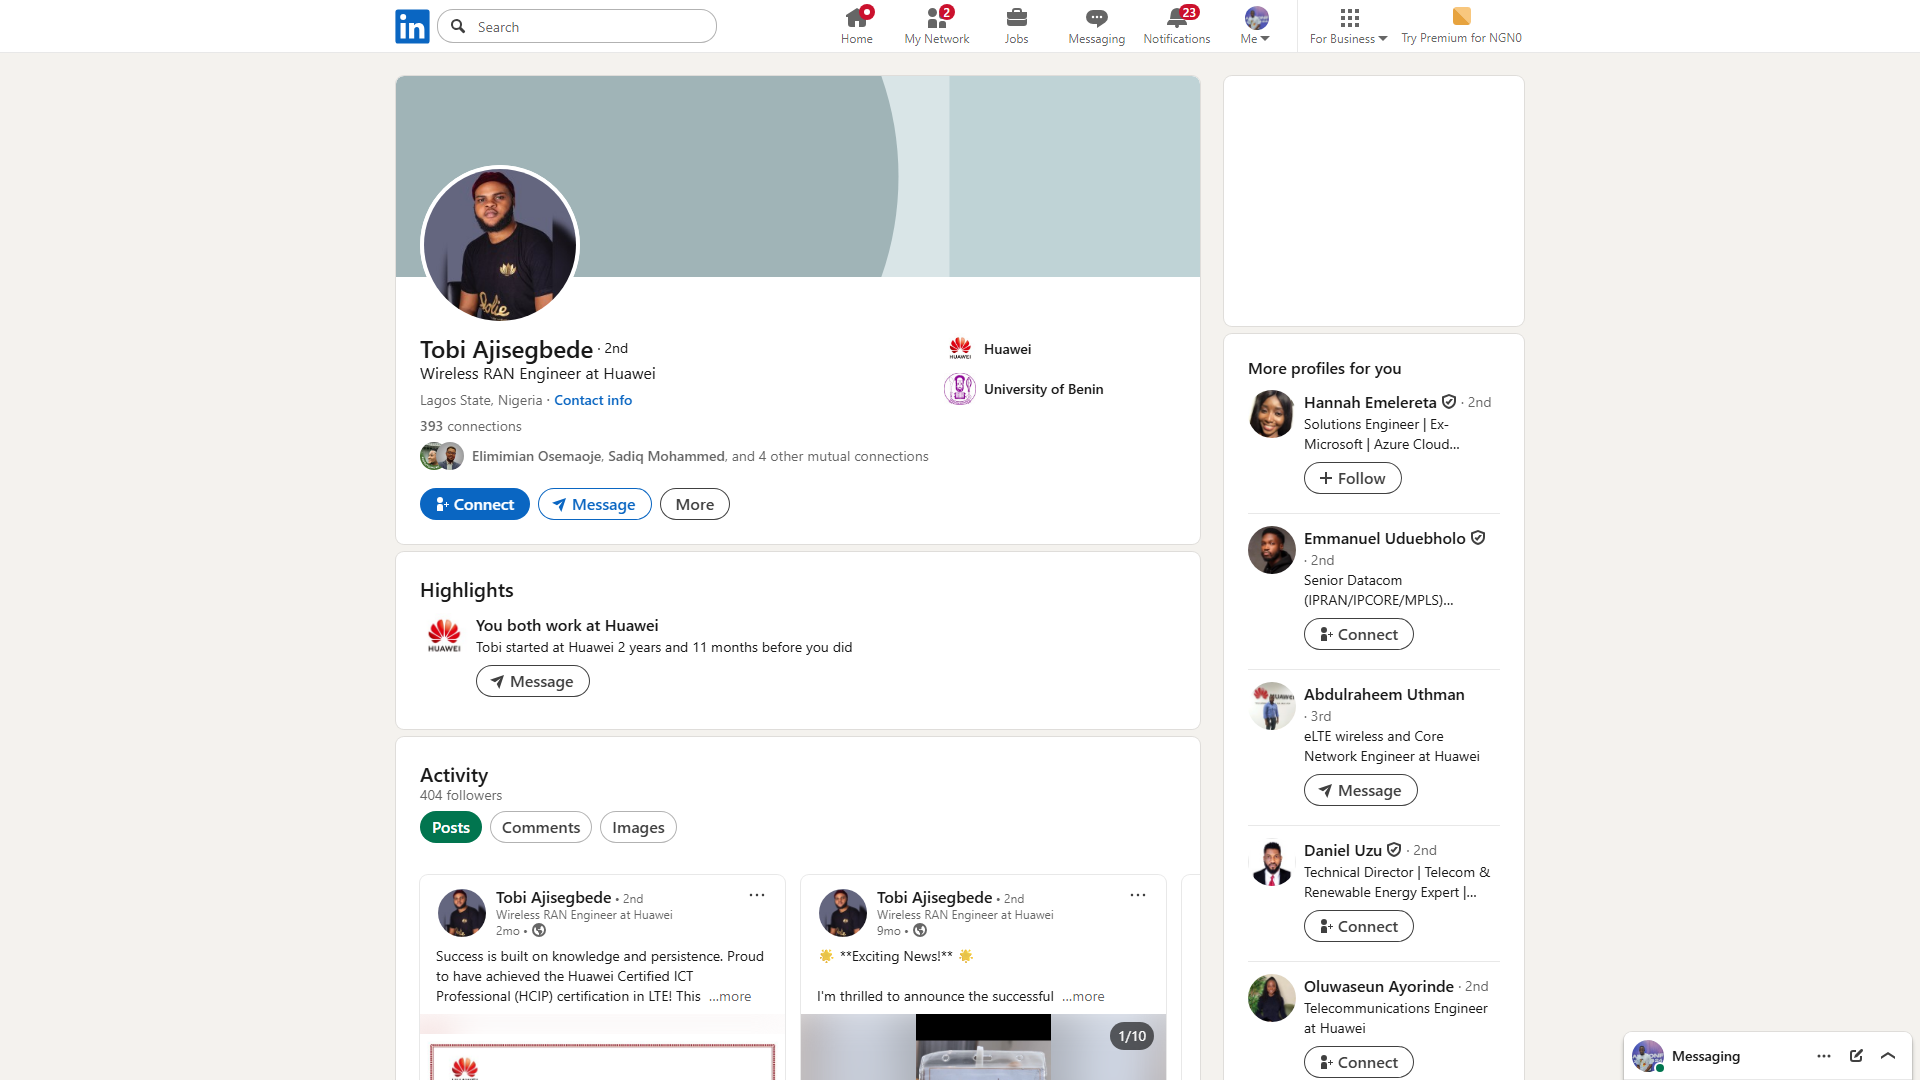 in
Search
Home
2
My Network
Jobs
Messaging
23
Notifications
Me
For Business
Try Premium for NGN0
Tobi Ajisegbede · 2nd
Wireless RAN Engineer at Huawei
Lagos State, Nigeria · Contact info
393 connections
Elimimian Osemaoje, Sadiq Mohammed, and 4 other mutual connections
Connect
Message
More
HUAWEI
Huawei
University of Benin
Highlights
HUAWEI
You both work at Huawei
Tobi started at Huawei 2 years and 11 months before you did
Message
Activity
404 followers
Posts
Comments
Images
Tobi Ajisegbede • 2nd
Wireless RAN Engineer at Huawei
2mo •
Success is built on knowledge and persistence. Proud
to have achieved the Huawei Certified ICT
Professional (HCIP) certification in LTE! This ...more
Tobi Ajisegbede • 2nd
Wireless RAN Engineer at Huawei
9mo •
**Exciting News!**
I'm thrilled to announce the successful ...more
1/10
More profiles for you
Hannah Emelereta · 2nd
Solutions Engineer | Ex-
Microsoft | Azure Cloud...
Follow
Emmanuel Uduebholo
· 2nd
Senior Datacom
(IPRAN/IPCORE/MPLS)...
Connect
Abdulraheem Uthman
· 3rd
eLTE wireless and Core
Network Engineer at Huawei
Message
Daniel Uzu · 2nd
Technical Director | Telecom &
Renewable Energy Expert |...
Connect
Oluwaseun Ayorinde · 2nd
Telecommunications Engineer
at Huawei
Connect
Messaging